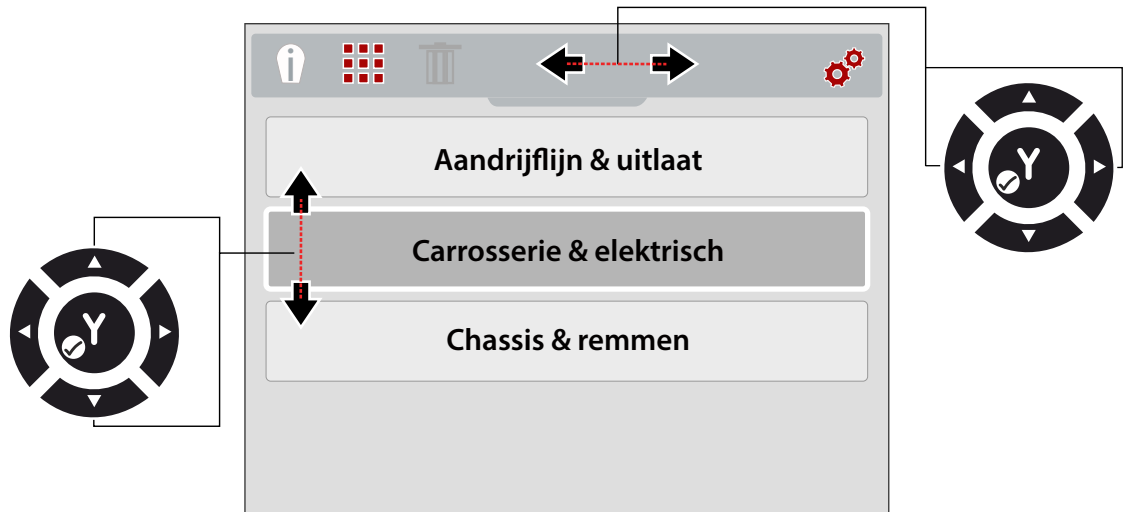 Aandrijflijn & uitlaat
Y
Carrosserie & elektrisch
Y
Chassis & remmen